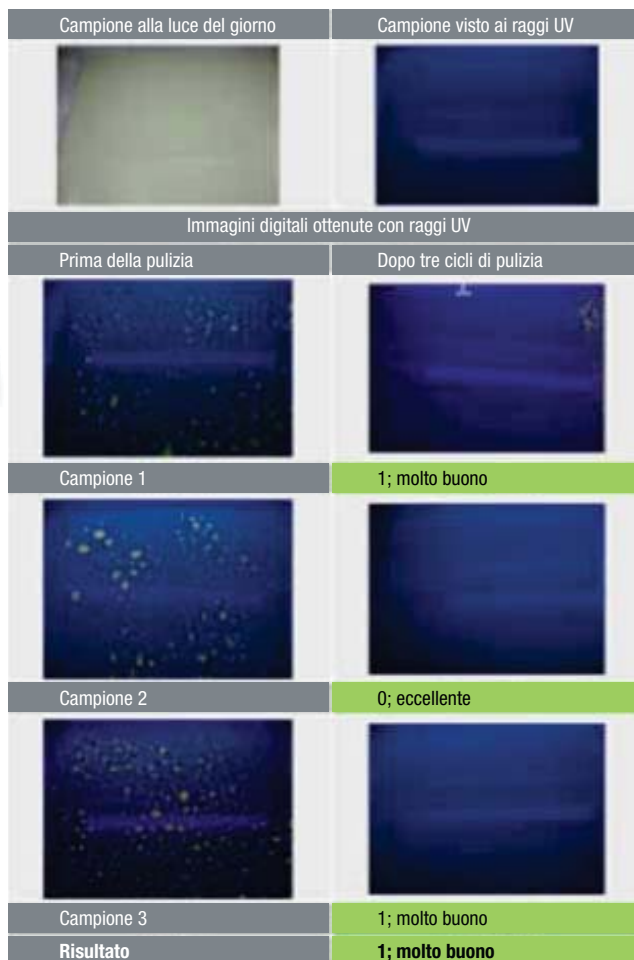 Campione alla luce del giorno
Campione visto ai raggi UV
Immagini digitali ottenute con raggi UV
Prima della pulizia
Dopo tre cicli di pulizia
Campione 1
1; molto buono
Campione 2
0; eccellente
Campione 3
1; molto buono
Risultato
1; molto buono